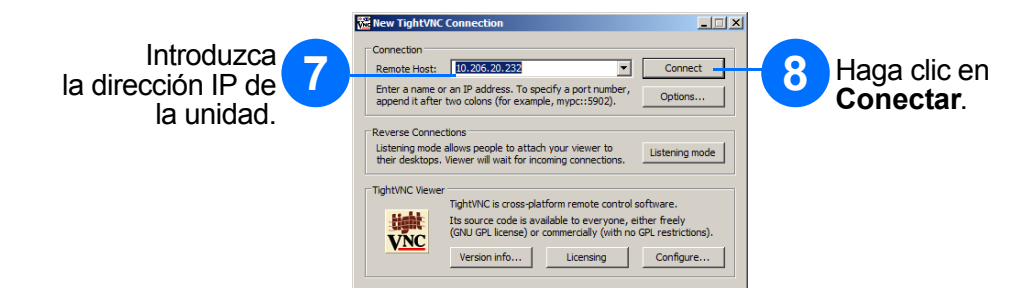 Introduzca
la dirección IP de
la unidad.
7
New TightVNC Connection
Connection
Remote Host: 10.206.20.232
Connect
Enter a name or an IP address. To specify a port number,
append it after two colons (for example, mypc::5902).
Options...
Reverse Connections
Listening mode allows people to attach your viewer to
their desktops. Viewer will wait for incoming connections.
Listening mode
TightVNC Viewer
tight
VNC
TightVNC is cross-platform remote control software.
Its source code is available to everyone, either freely
(GNU GPL license) or commercially (with no GPL restrictions).
Version info...
Licensing
Configure...
8
Haga clic en
Conectar.